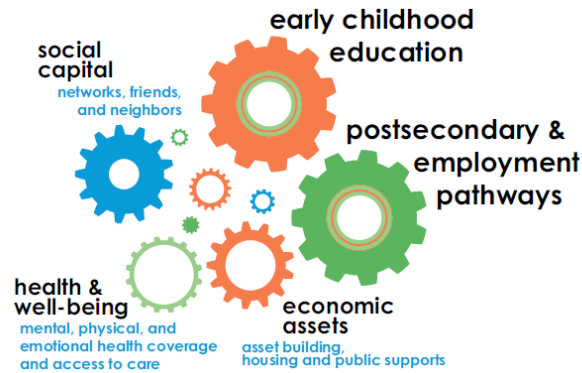 early childhood
education
social
capital
networks, friends,
and neighbors
postsecondary &
employment
pathways
health &
well-being
mental, physical, and
emotional health coverage
and access to care
economic
assets
asset building,
housing and public supports